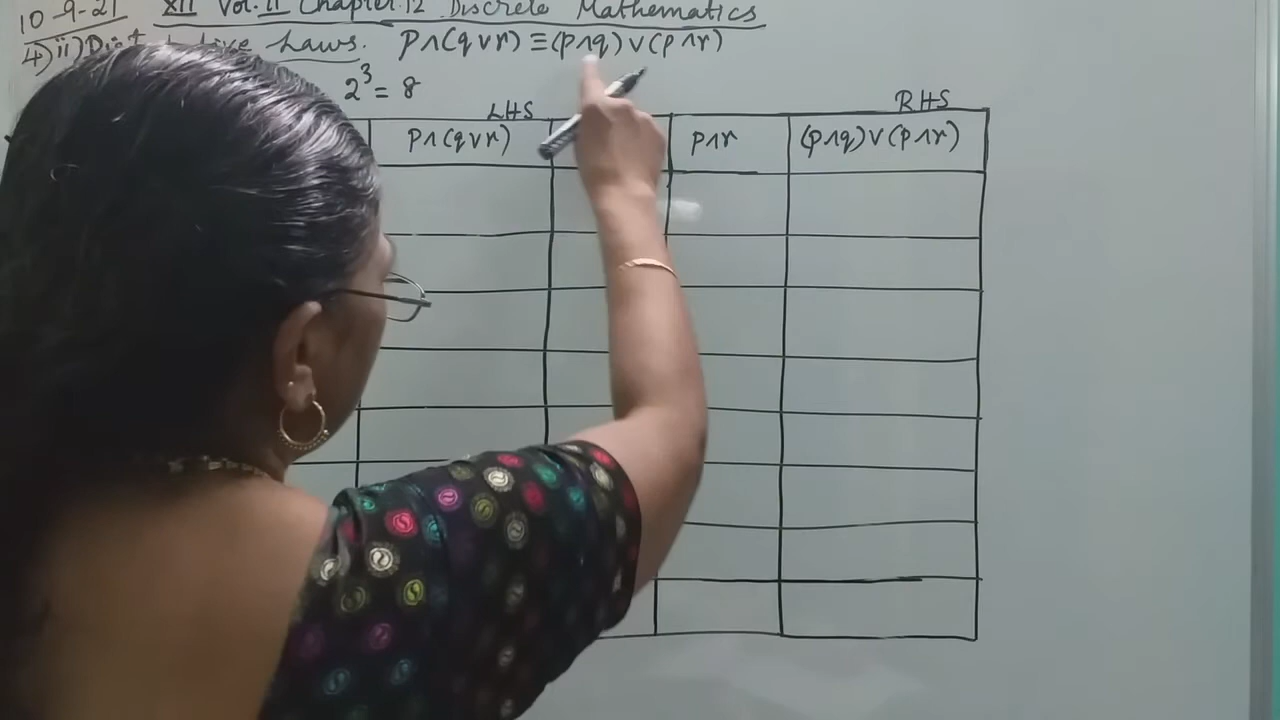 10-9-21 XII Vol. II Chapter.12 Discrete Mathematics
4) ii) Laws. p∧(q∨r) ≡ (p∧q)∨(p∧r)
2³ = 8
LHS RHS
p∧(q∨r) p∧r (p∧q)∨(p∧r)